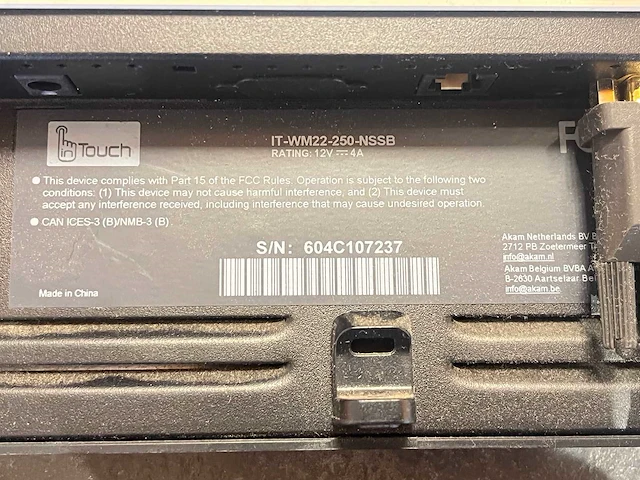 in Touch
IT-WM22-250-NSSB
RATING: 12V 4A
F
● This device complies with Part 15 of the FCC Rules. Operation is subject to the following two
conditions: (1) This device may not cause harmful interference, and (2) This device must
accept any interference received, including interference that may cause undesired operation.
● CAN ICES-3 (B)/NMB-3 (B)
S/N: 604C107237
Made in China
Akam Netherlands BV
2712 PB Zoetermeer
info@akam.nl
Akam Belgium BVBA
B-2630 Aartselaar
info@akam.be